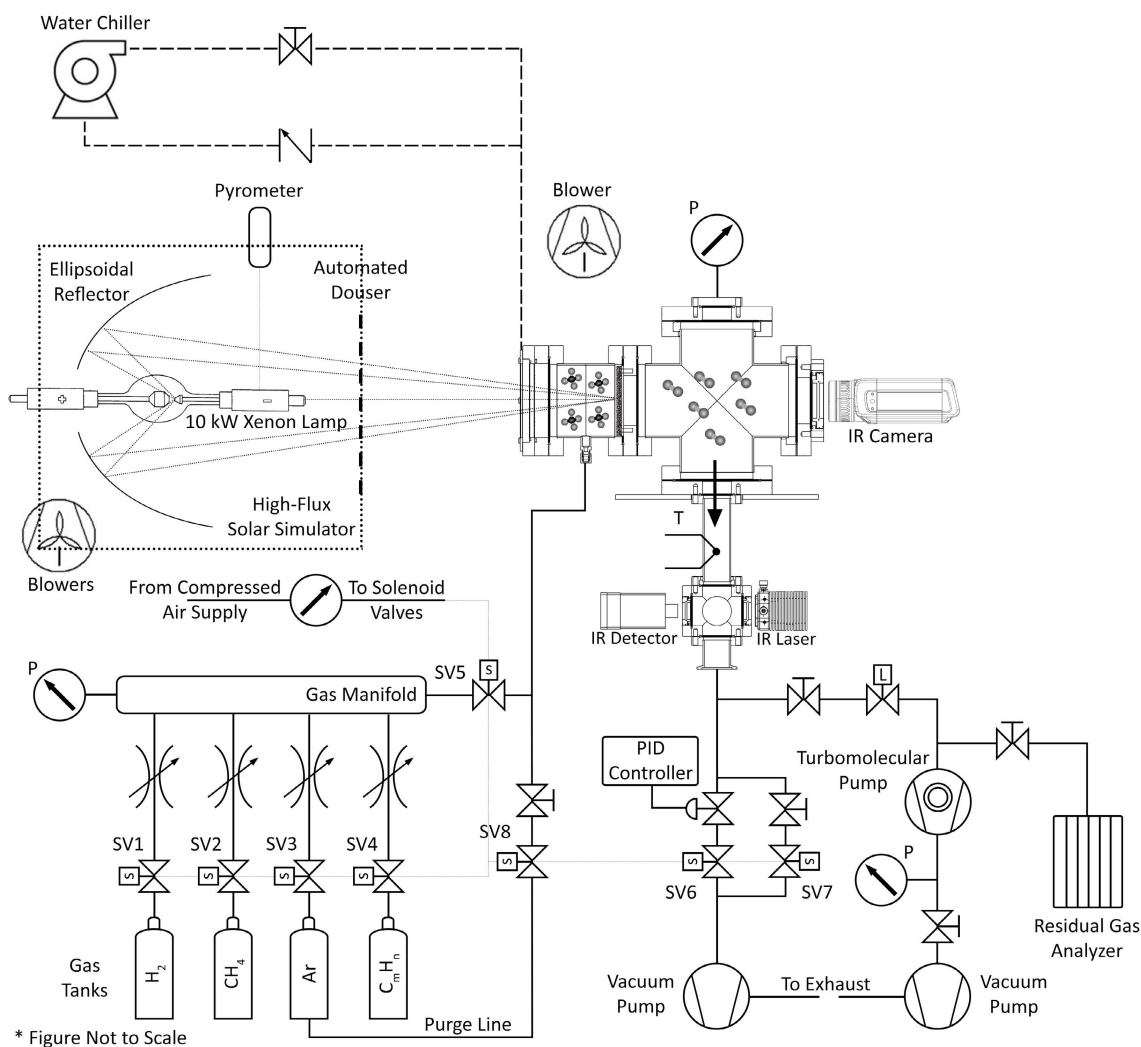 Water Chiller
Pyrometer
Blower
P
Ellipsoidal
Reflector
Automated
Douser
+
-
10 kW Xenon Lamp
IR Camera
High-Flux
Solar Simulator
T
Blowers
From Compressed
Air Supply
To Solenoid
Valves
IR Detector
IR Laser
P
Gas Manifold
SV5
S
L
PID
Controller
Turbomolecular
Pump
SV1
SV2
SV3
SV4
SV8
S
S
S
S
S
S
S
SV6
SV7
P
Residual Gas
Analyzer
Gas
Tanks
H2
CH4
Ar
CmHn
Vacuum
Pump
To Exhaust
Vacuum
Pump
Purge Line
* Figure Not to Scale